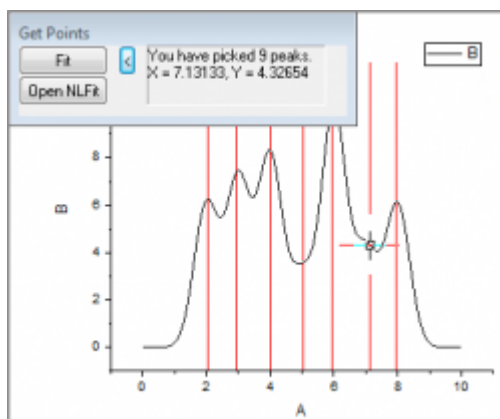 Get Points
Fit
<
You have picked 9 peaks.
X = 7.13133, Y = 4.32654
Open NLFit
B
8
6
4
2
0
B
0 2 4 6 8 10
A